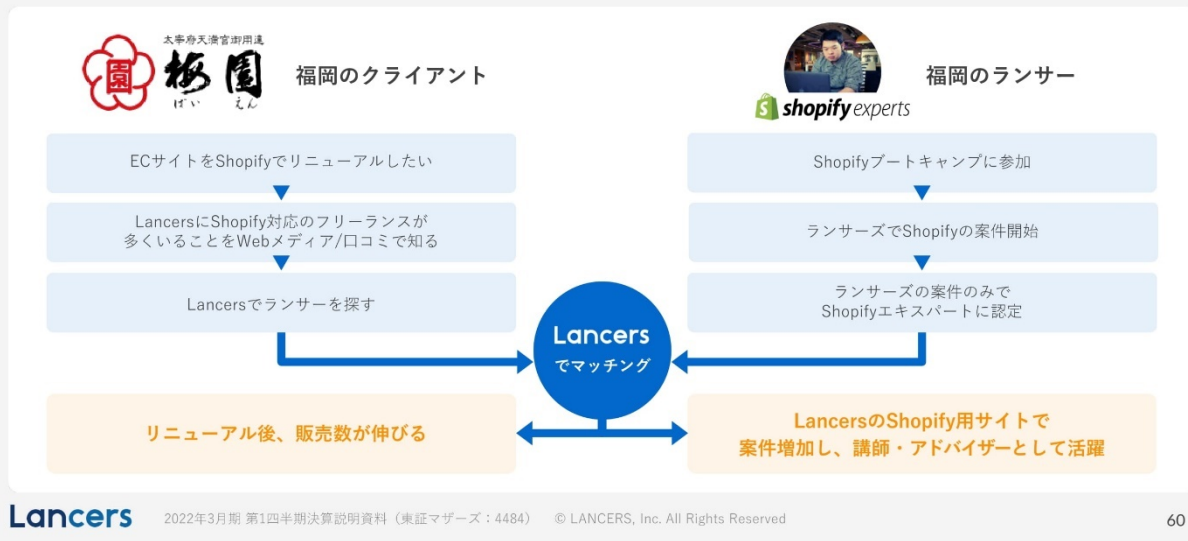 太宰府天満宮御用達
園
梅園
ばいえん
福岡のクライアント
ECサイトをShopifyでリニューアルしたい
LancersにShopify対応のフリーランスが
多くいることをWebメディア/口コミで知る
Lancersでランサーを探す
福岡のランサー
shopify experts
Shopifyブートキャンプに参加
ランサーズでShopifyの案件開始
ランサーズの案件のみで
Shopifyエキスパートに認定
Lancers
でマッチング
リニューアル後、販売数が伸びる
LancersのShopify用サイトで
案件増加し、講師・アドバイザーとして活躍
Lancers
2022年3月期 第1四半期決算説明資料（東証マザーズ：4484） © LANCERS, Inc. All Rights Reserved
60